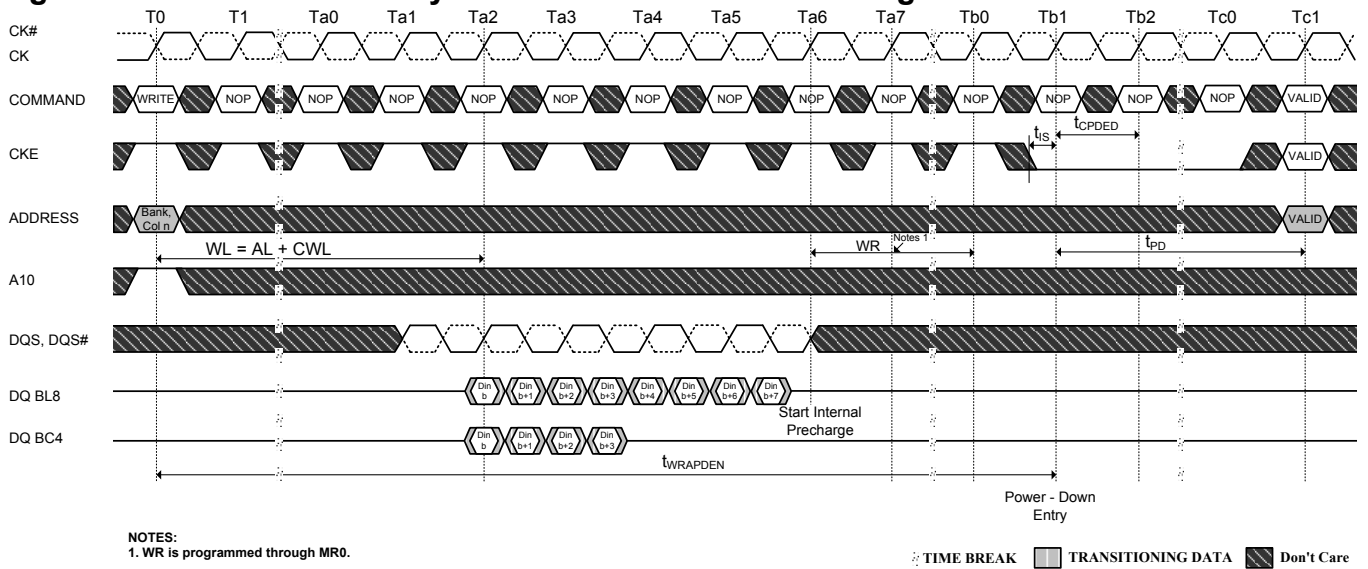 T0 T1 Ta0 Ta1 Ta2 Ta3 Ta4 Ta5 Ta6 Ta7 Tb0 Tb1 Tb2 Tc0 Tc1
CK#
CK
COMMAND WRITE NOP NOP NOP NOP NOP NOP NOP NOP NOP NOP NOP NOP NOP VALID
tIS tCPDED
CKE VALID
ADDRESS Bank, Col n VALID
WL = AL + CWL WR Notes 1 tPD
A10
DQS, DQS#
DQ BL8 Din b Din b+1 Din b+2 Din b+3 Din b+4 Din b+5 Din b+6 Din b+7
Start Internal
Precharge
DQ BC4 Din b Din b+1 Din b+2 Din b+3
tWRAPDEN
Power - Down
Entry
NOTES:
1. WR is programmed through MR0.
TIME BREAK TRANSITIONING DATA Don't Care